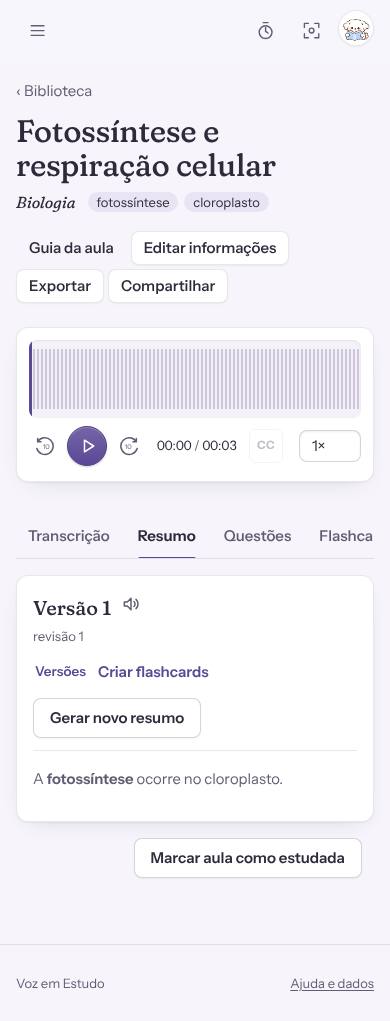 ‹ Biblioteca
Fotossíntese e
respiração celular
Biologia fotossíntese cloroplasto
Guia da aula Editar informações
Exportar Compartilhar
10 10 00:00 / 00:03 CC 1×
Transcrição Resumo Questões Flashca
Versão 1
revisão 1
Versões Criar flashcards
Gerar novo resumo
A fotossíntese ocorre no cloroplasto.
Marcar aula como estudada
Voz em Estudo Ajuda e dados